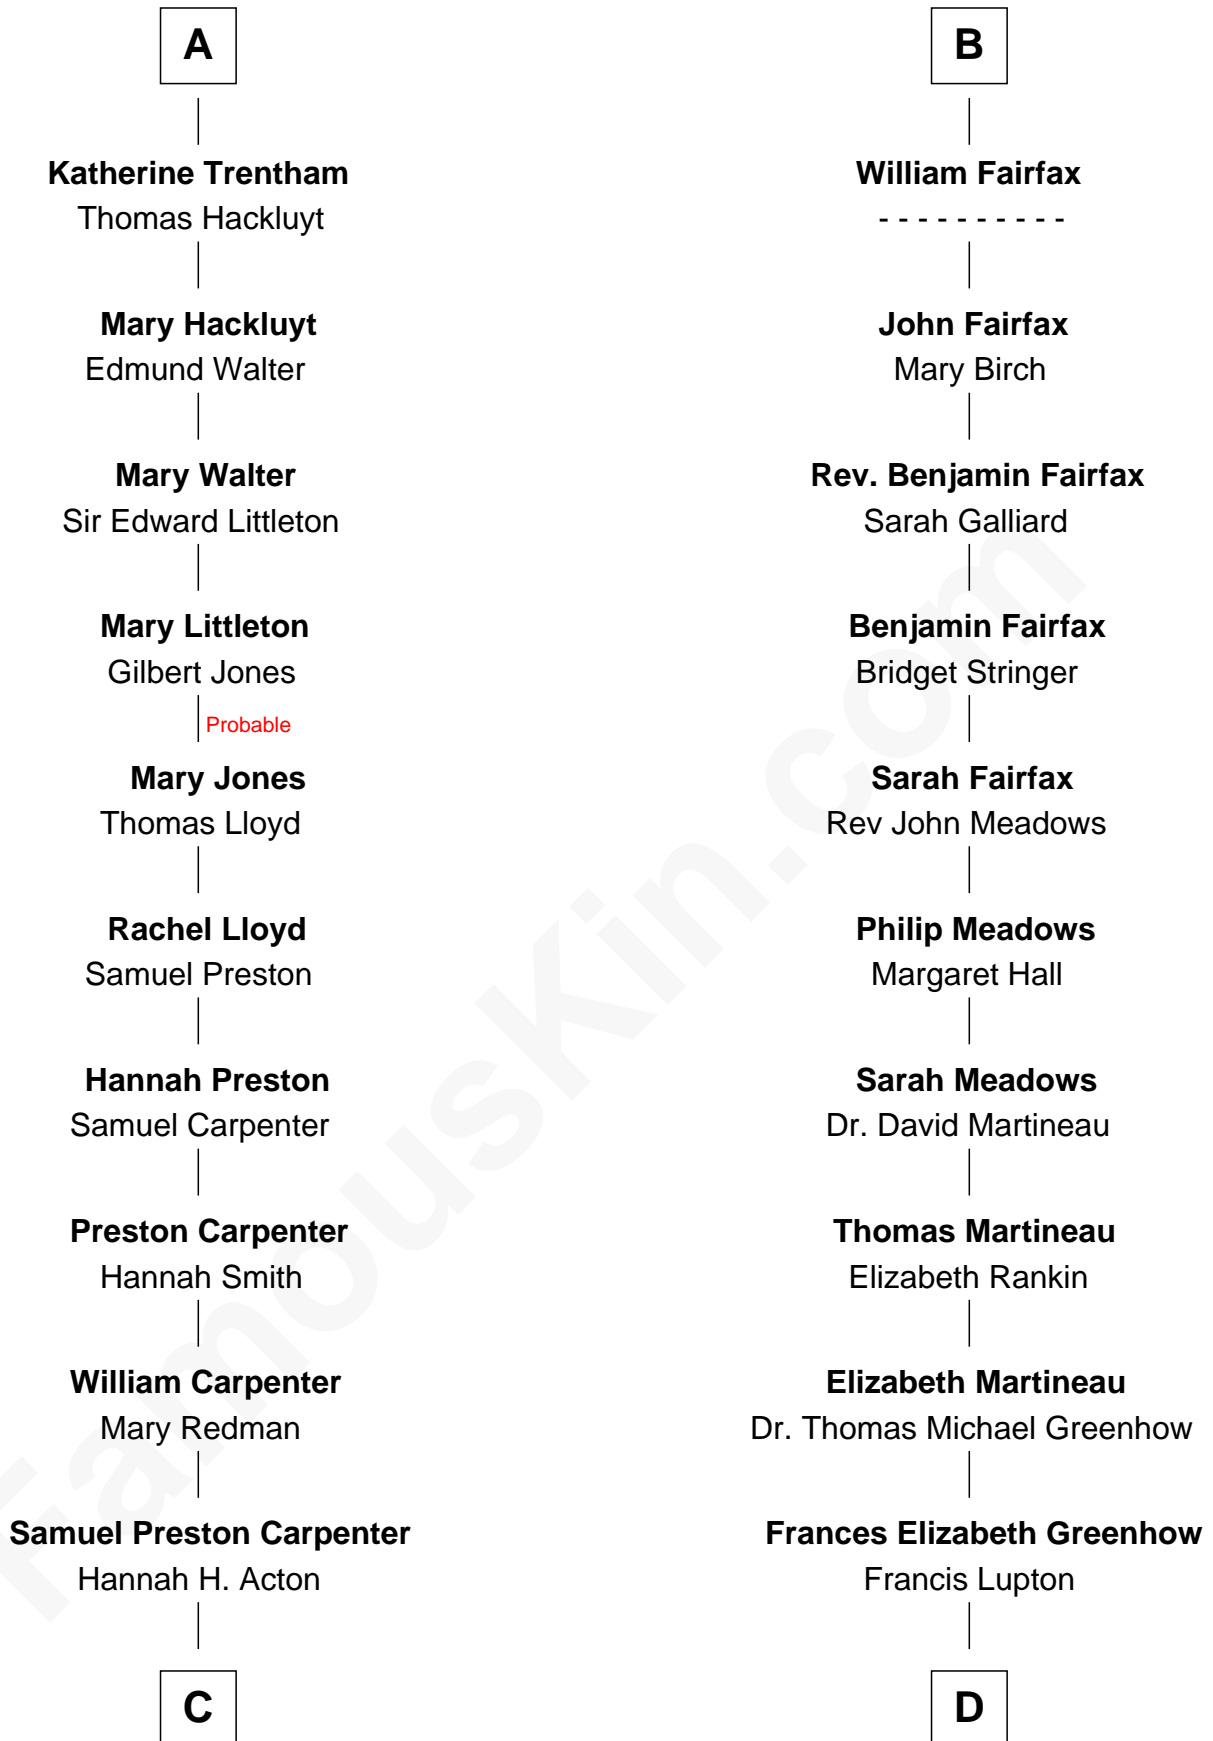 A
Katherine Trentham
Thomas Hackluyt
Mary Hackluyt
Edmund Walter
Mary Walter
Sir Edward Littleton
Mary Littleton
Gilbert Jones
Probable
Mary Jones
Thomas Lloyd
Rachel Lloyd
Samuel Preston
Hannah Preston
Samuel Carpenter
Preston Carpenter
Hannah Smith
William Carpenter
Mary Redman
Samuel Preston Carpenter
Hannah H. Acton
C
B
William Fairfax
- - - - - - - - - -
John Fairfax
Mary Birch
Rev. Benjamin Fairfax
Sarah Galliard
Benjamin Fairfax
Bridget Stringer
Sarah Fairfax
Rev John Meadows
Philip Meadows
Margaret Hall
Sarah Meadows
Dr. David Martineau
Thomas Martineau
Elizabeth Rankin
Elizabeth Martineau
Dr. Thomas Michael Greenhow
Frances Elizabeth Greenhow
Francis Lupton
D
FamousKin.com